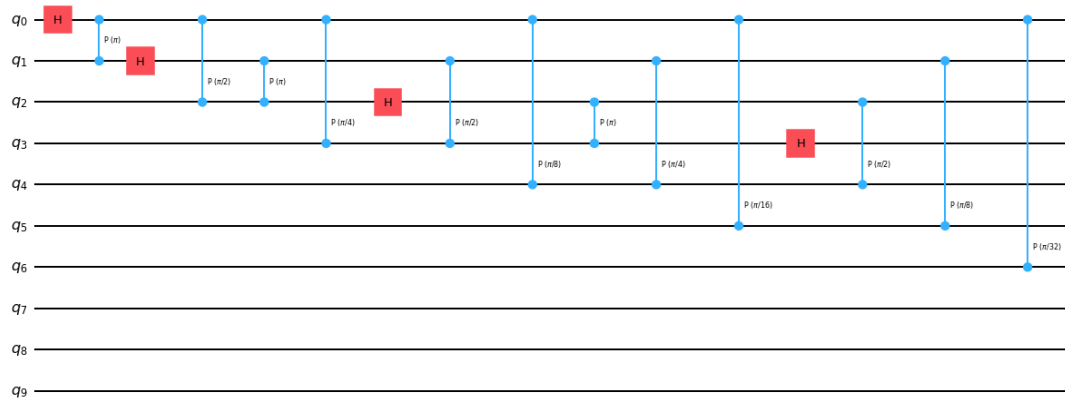 q0 H
P (π)
q1 H
P (π/2) P (π)
q2 H
P (π/4) P (π/2) P (π)
q3 H
P (π/8) P (π/4) P (π/2)
q4
P (π/16) P (π/8)
q5
P (π/32)
q6
q7
q8
q9